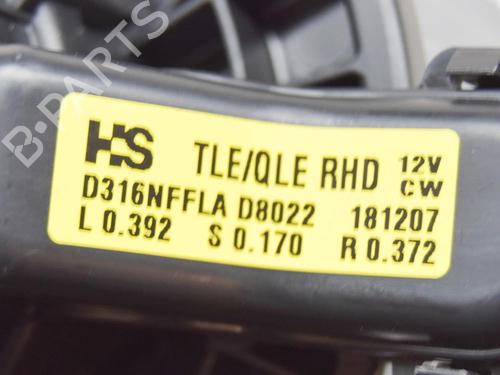 B-PARTS
HS TLE/QLE RHD 12V CW
D316NFFLA D8022 181207
L 0.392 S 0.170 R 0.372